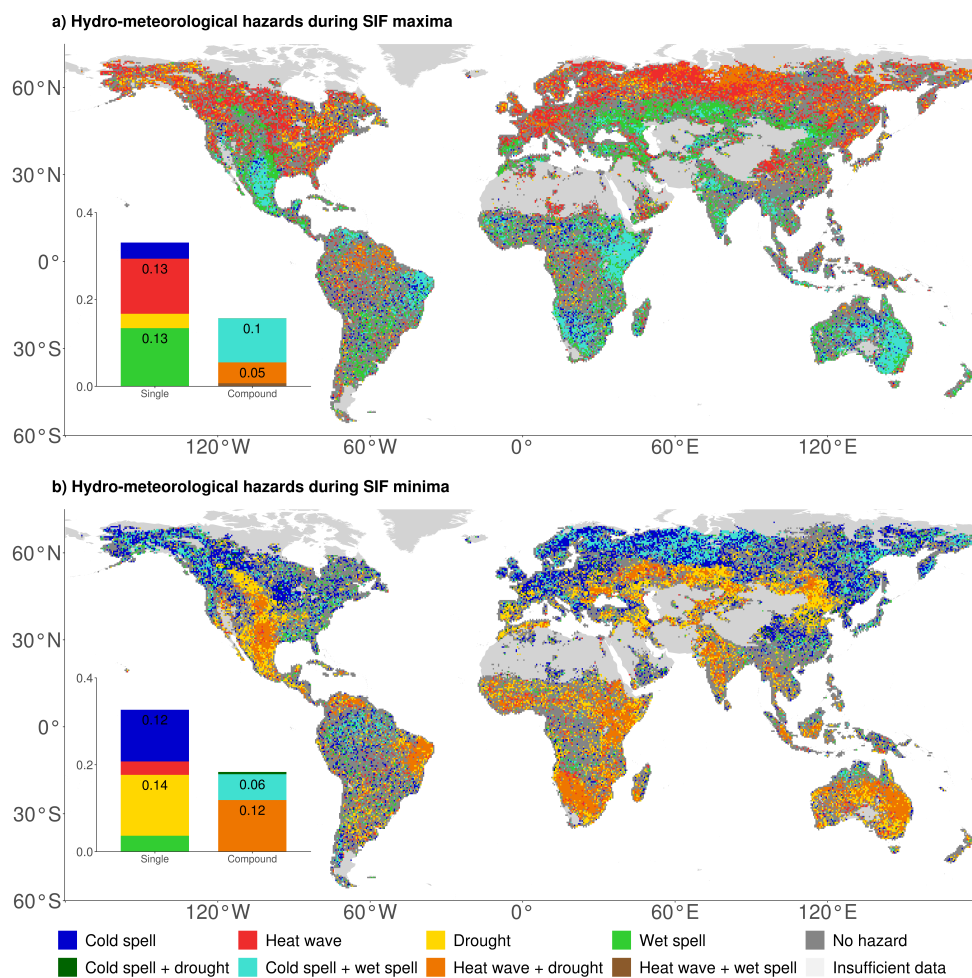 a) Hydro-meteorological hazards during SIF maxima
60°N
30°N
0°
30°S
60°S
0.4
0.2
0.0
0.13
0.13
0.1
0.05
Single
Compound
120°W
60°W
0°
60°E
120°E
b) Hydro-meteorological hazards during SIF minima
60°N
30°N
0°
30°S
60°S
0.4
0.2
0.0
0.12
0.14
0.06
0.12
Single
Compound
120°W
60°W
0°
60°E
120°E
Cold spell
Heat wave
Drought
Wet spell
No hazard
Cold spell + drought
Cold spell + wet spell
Heat wave + drought
Heat wave + wet spell
Insufficient data